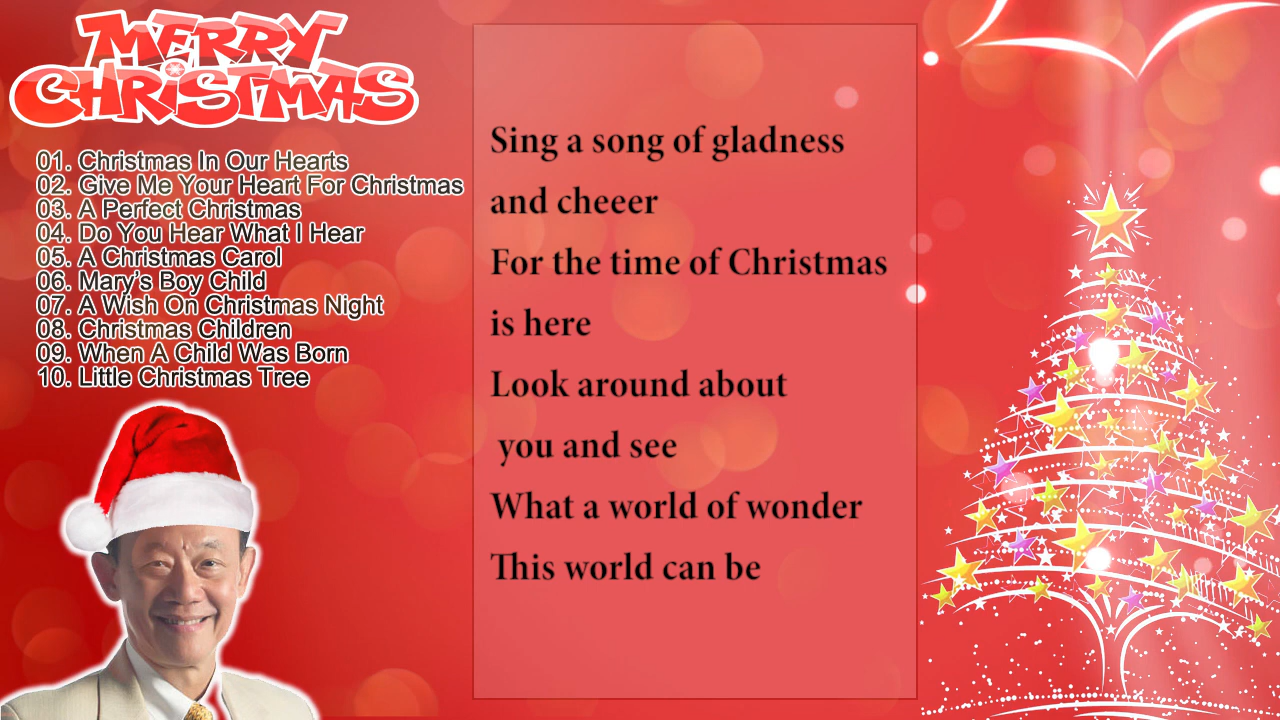 MERRY
CHRISTMAS
01. Christmas In Our Hearts
02. Give Me Your Heart For Christmas
03. A Perfect Christmas
04. Do You Hear What I Hear
05. A Christmas Carol
06. Mary's Boy Child
07. A Wish On Christmas Night
08. Christmas Children
09. When A Child Was Born
10. Little Christmas Tree
Sing a song of gladness
and cheeer
For the time of Christmas
is here
Look around about
you and see
What a world of wonder
This world can be